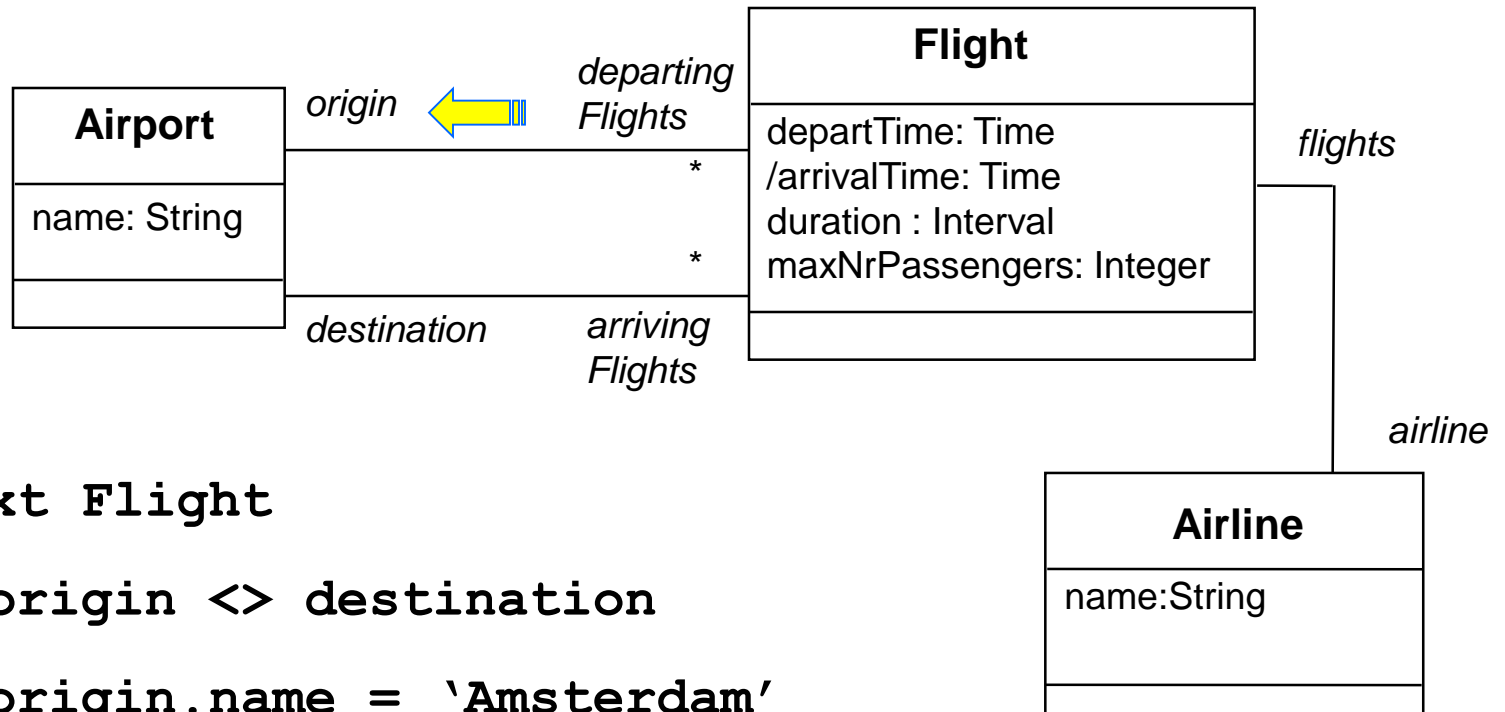 Flight
departing
Flights
origin
Airport
departTime: Time
/arrivalTime: Time
duration : Interval
maxNrPassengers: Integer
flights
*
name: String
*
destination
arriving
Flights
airline
xt Flight
origin <> destination
origin.name = ‘Amsterdam’
Airline
name:String